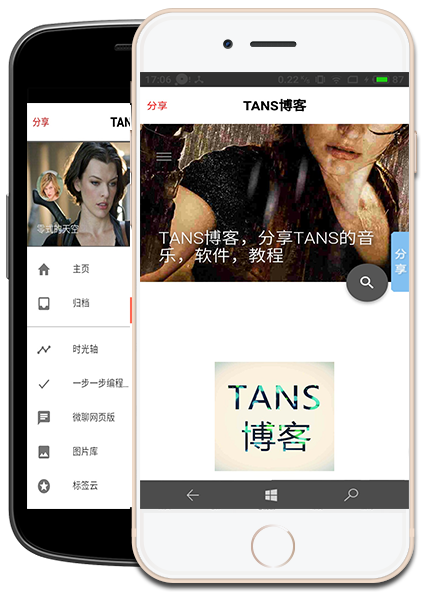 分享
TAN
零式的天空
主页
归档
时光轴
一步一步编程...
微聊网页版
图片库
标签云
17:06
0.22
87
分享
TANS博客
TANS博客，分享TANS的音
乐，软件，教程
分
享
TANS
博客